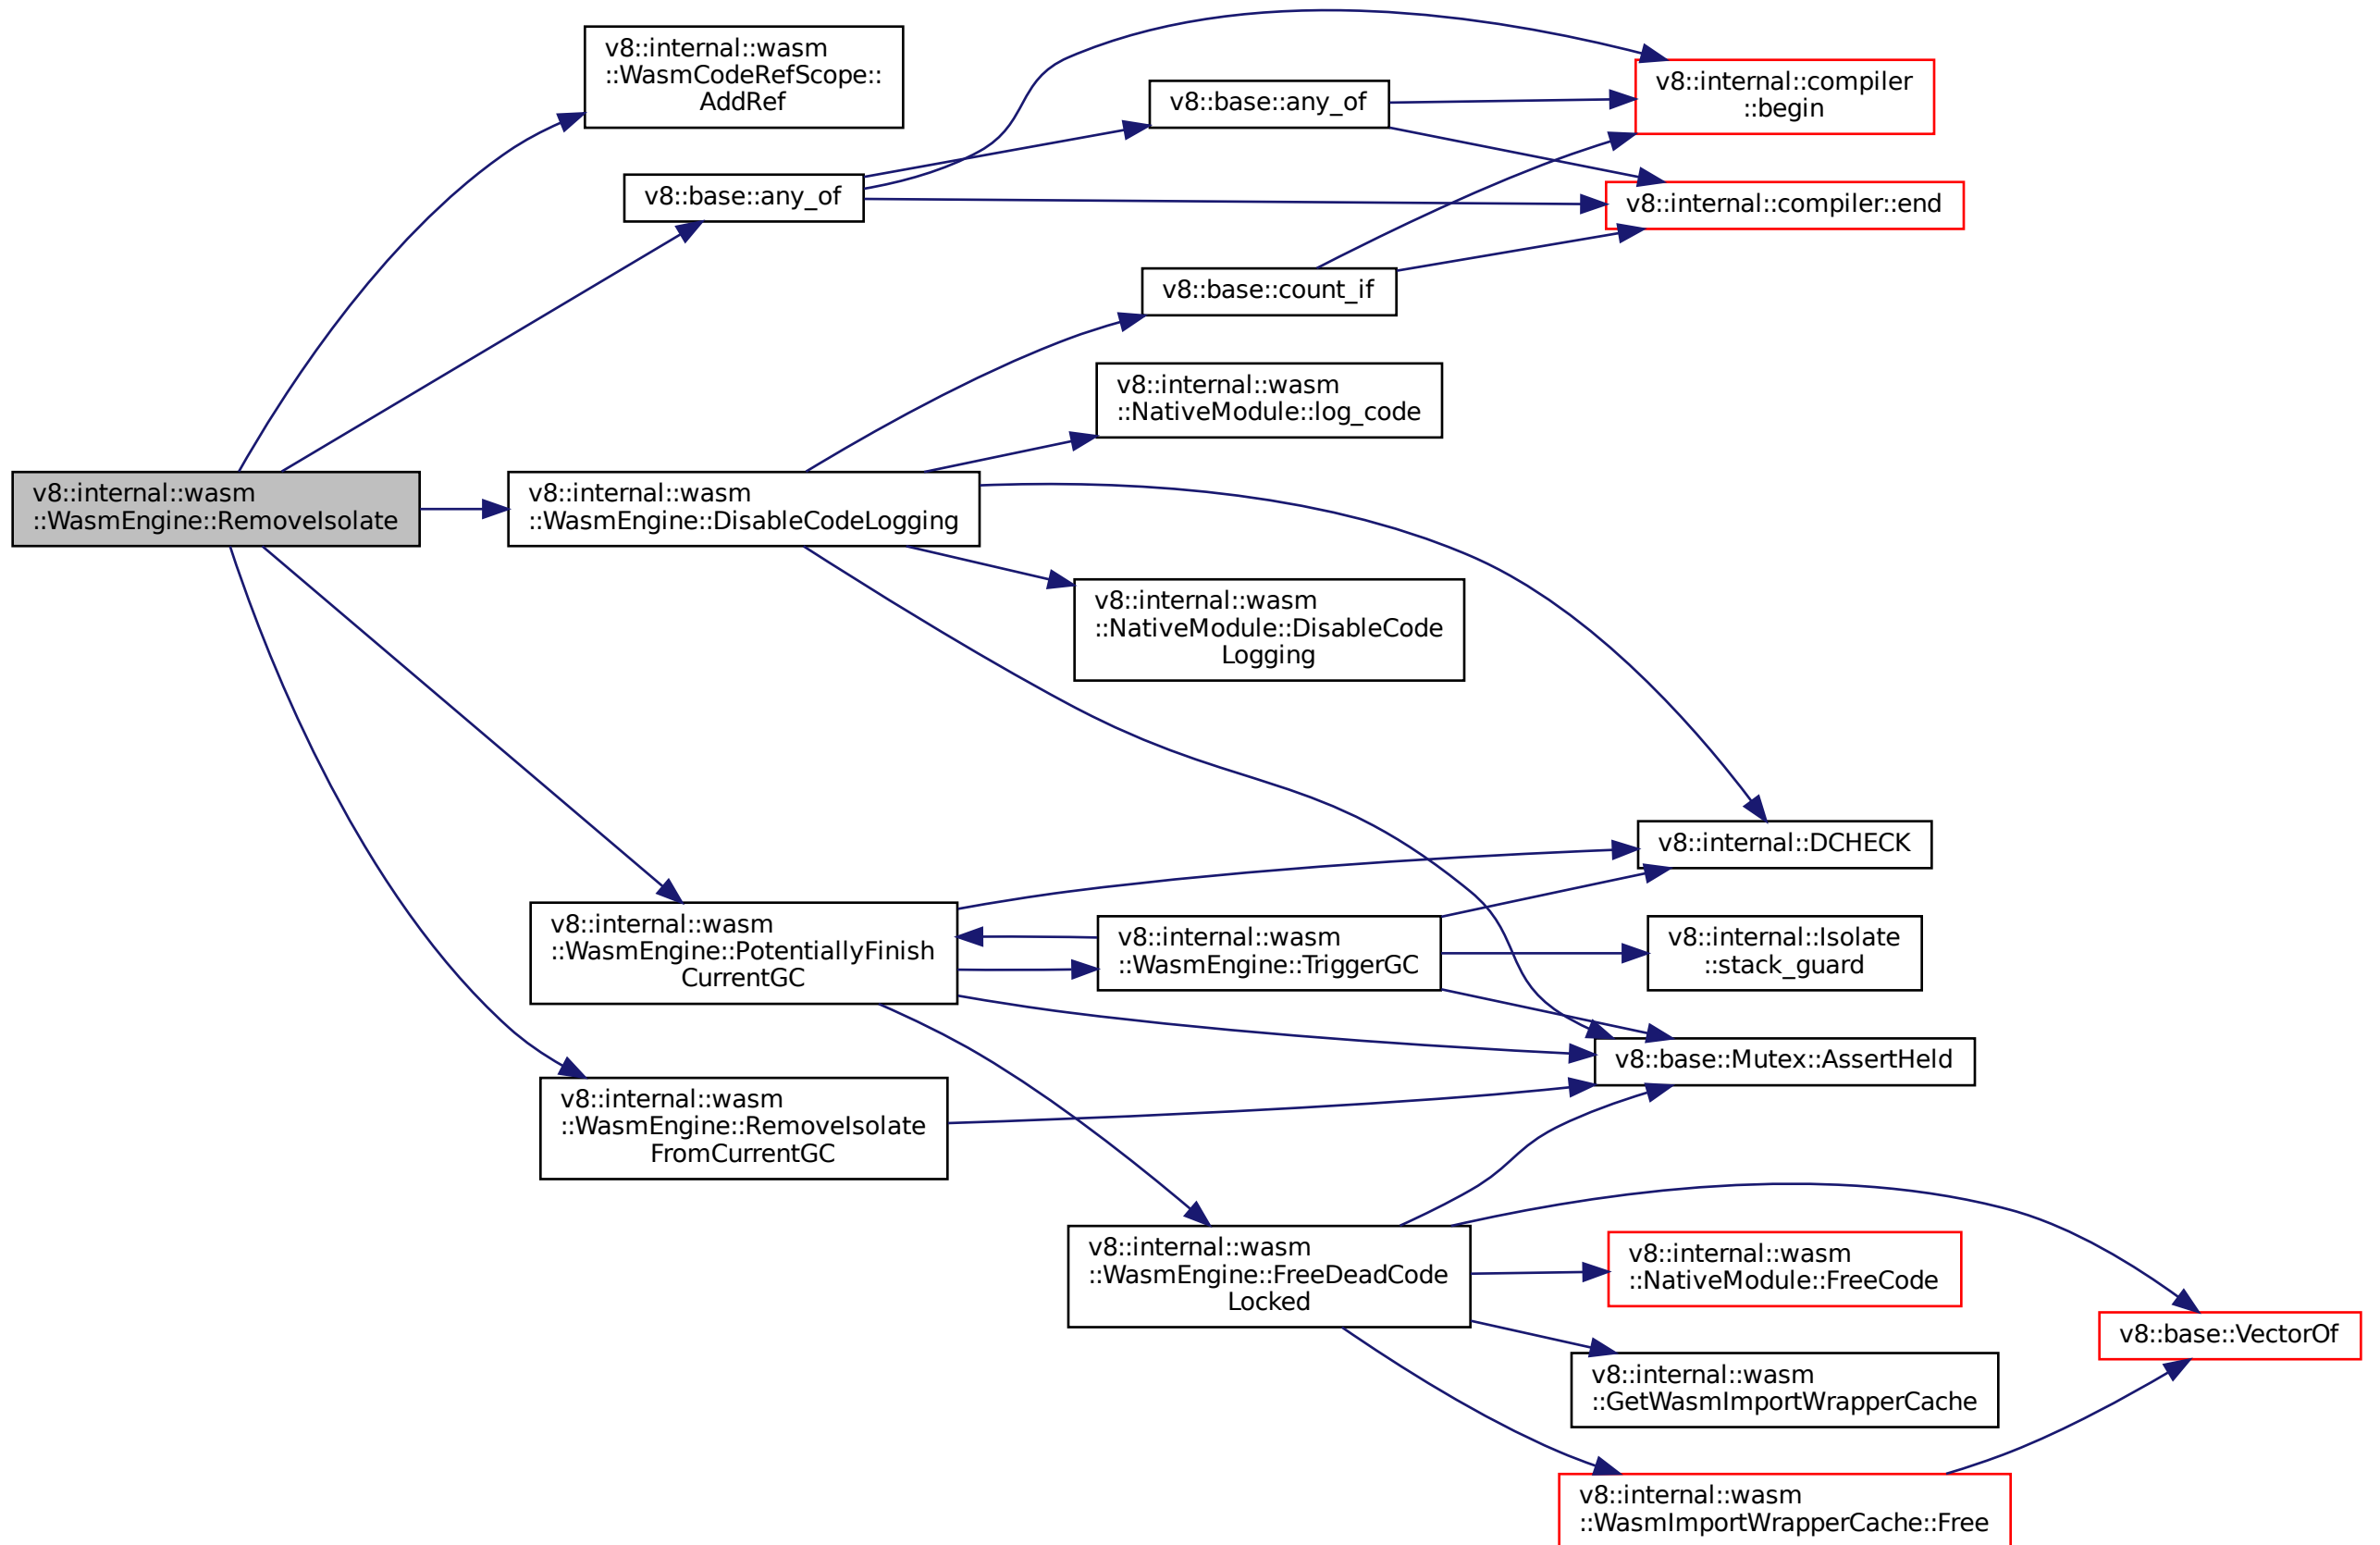 v8::internal::wasm
::WasmCodeRefScope::
AddRef
v8::internal::compiler
::begin
v8::base::any_of
v8::base::any_of
v8::internal::compiler::end
v8::base::count_if
v8::internal::wasm
::NativeModule::log_code
v8::internal::wasm
::WasmEngine::RemoveIsolate
v8::internal::wasm
::WasmEngine::DisableCodeLogging
v8::internal::wasm
::NativeModule::DisableCode
Logging
v8::internal::DCHECK
v8::internal::wasm
::WasmEngine::PotentiallyFinish
CurrentGC
v8::internal::wasm
::WasmEngine::TriggerGC
v8::internal::Isolate
::stack_guard
v8::base::Mutex::AssertHeld
v8::internal::wasm
::WasmEngine::RemoveIsolate
FromCurrentGC
v8::internal::wasm
::WasmEngine::FreeDeadCode
Locked
v8::internal::wasm
::NativeModule::FreeCode
v8::base::VectorOf
v8::internal::wasm
::GetWasmImportWrapperCache
v8::internal::wasm
::WasmImportWrapperCache::Free